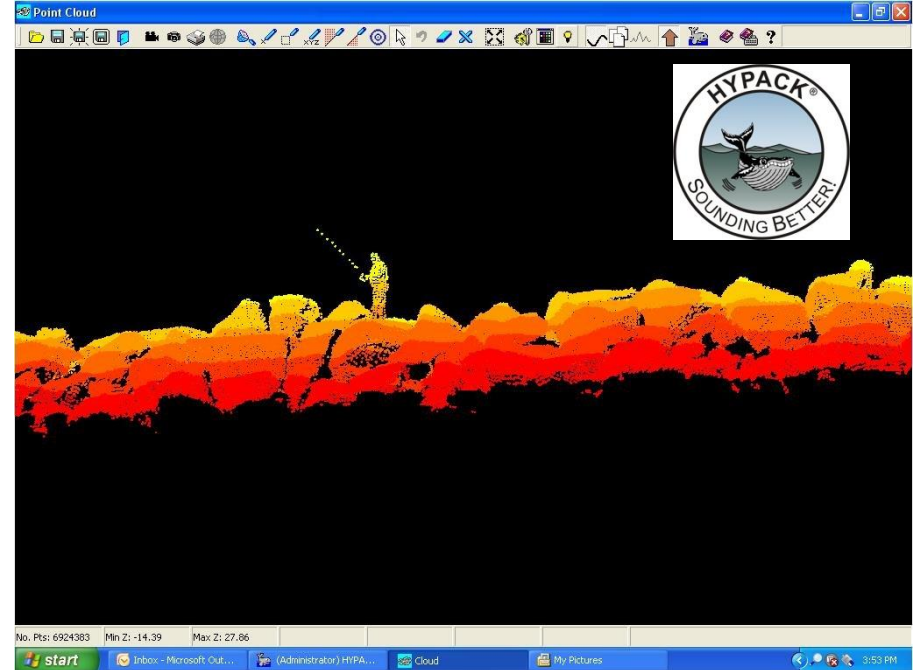 Point Cloud
XYZ
?
HYPACK®
SOUNDING BETTER!
No. Pts: 6924383 Min Z: -14.39 Max Z: 27.86
start Inbox - Microsoft Out... (Administrator) HYPA... Cloud My Pictures 3:53 PM